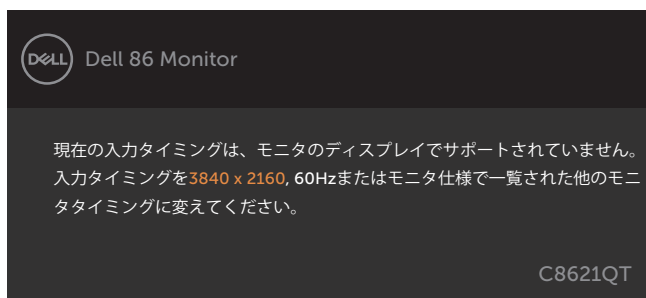 DELL Dell 86 Monitor
現在の入力タイミングは、モニタのディスプレイでサポートされていません。
入力タイミングを3840 x 2160, 60Hzまたはモニタ仕様で一覧された他のモニ
タタイミングに変えてください。
C8621QT